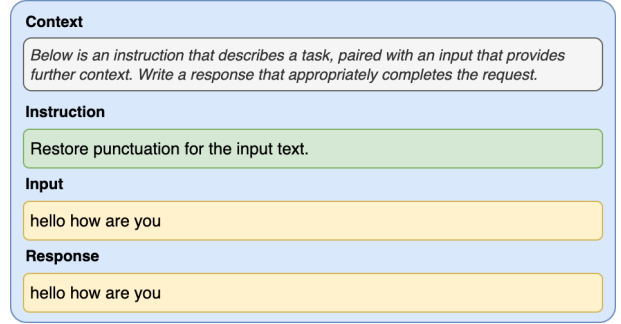 Context
Below is an instruction that describes a task, paired with an input that provides
further context. Write a response that appropriately completes the request.
Instruction
Restore punctuation for the input text.
Input
hello how are you
Response
hello how are you